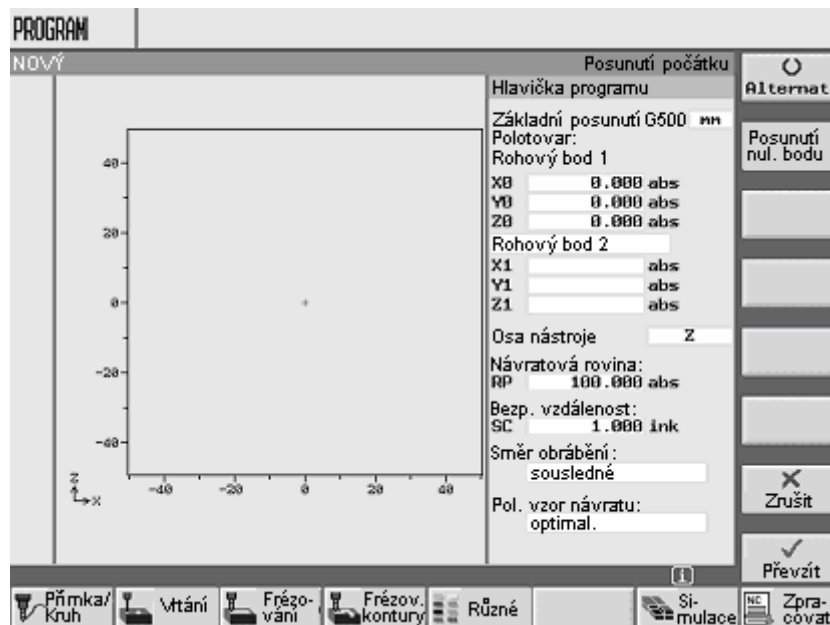 PROGRAM
NOVÝ
Posunutí počátku
Hlavička programu
Základní posunutí G500 mm
Polotovar:
Rohový bod 1
X0 0.000 abs
Y0 0.000 abs
Z0 0.000 abs
Rohový bod 2
X1 abs
Y1 abs
Z1 abs
Osa nástroje Z
Návratová rovina:
RP 100.000 abs
Bezp. vzdálenost:
SC 1.000 ink
Směr obrábění:
sousledné
Pol. vzor návratu:
optimal.
40
20
0
-20
-40
-40 -20 0 20 40
Z
X
Alternat
Posunutí
nul. bodu
Zrušit
Převzít
i
Přímka/
Kruh
Vrtání
Frézo-
vání
Frézov.
kontury
Různé
Si-
mulace
NC
Zpra-
covat